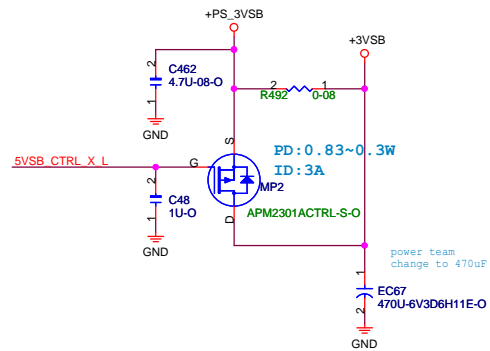 +PS_3VSB
+3VSB
2
C462
4.7U-08-O
1
GND
2
1
R492
0-08
S
PD:0.83~0.3W
ID:3A
5VSB_CTRL_X_L
G
MP2
2
C48
1U-O
1
GND
D
APM2301ACTRL-S-O
power team
change to 470uF
1
EC67
470U-6V3D6H11E-O
2
GND